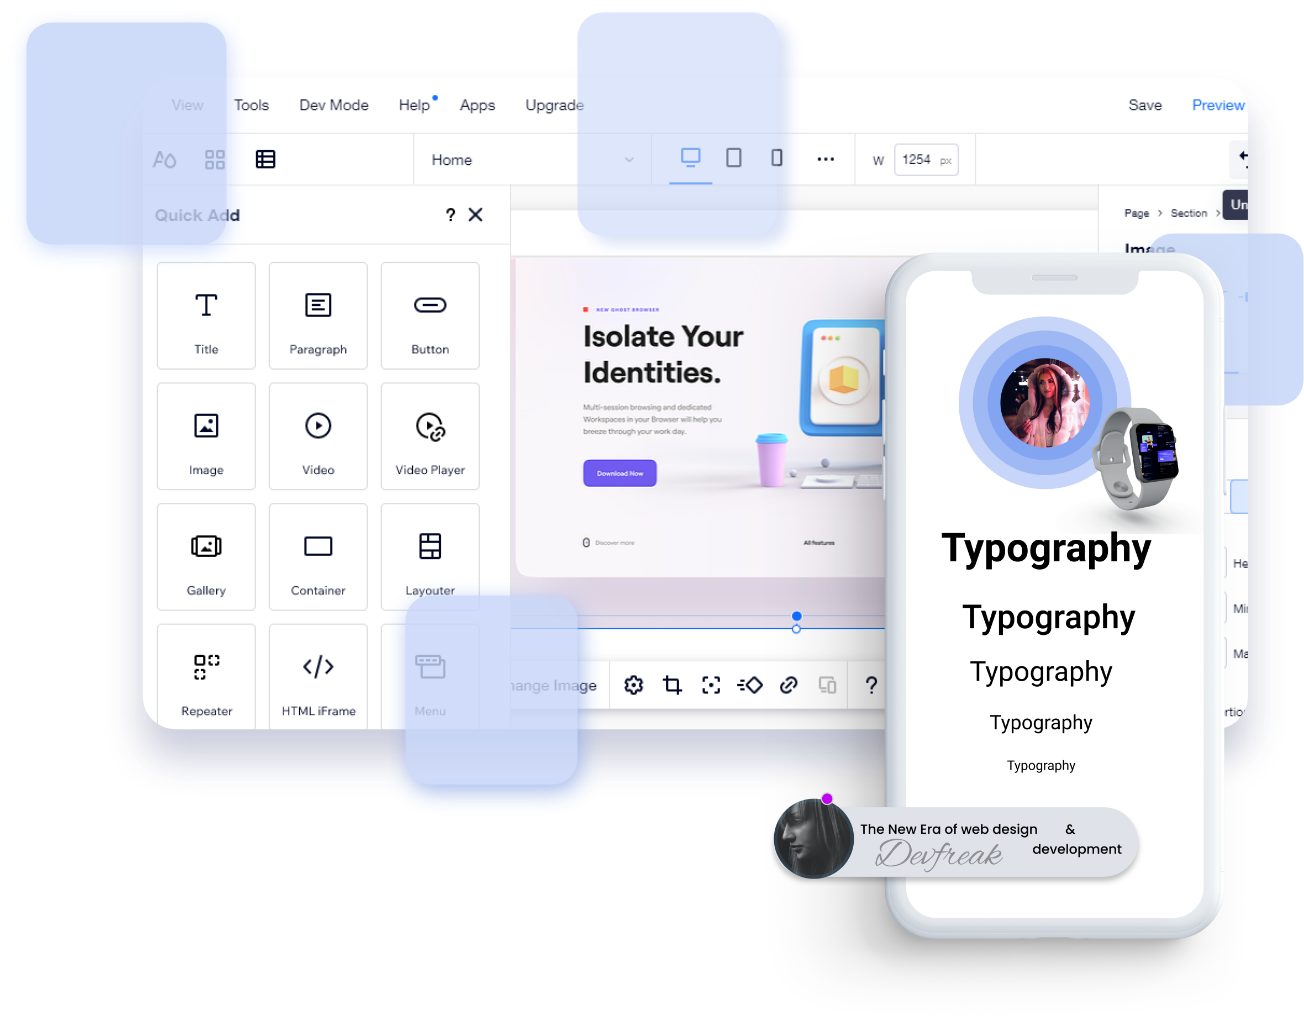 View Tools Dev Mode Help Apps Upgrade Save Preview
Home W 1254 px
Quick Add ?
Page > Section >
Image
Title Paragraph Button
Image Video Video Player
Gallery Container Layouter
Repeater HTML iFrame Menu
NEW GHOST BROWSER
Isolate Your
Identities.
Multi-session browsing and dedicated
Workspaces in your Browser will help you
breeze through your work day.
Download Now
Discover more All features
hange Image ?
Typography
Typography
Typography
Typography
Typography
The New Era of web design &
development
Devfreak